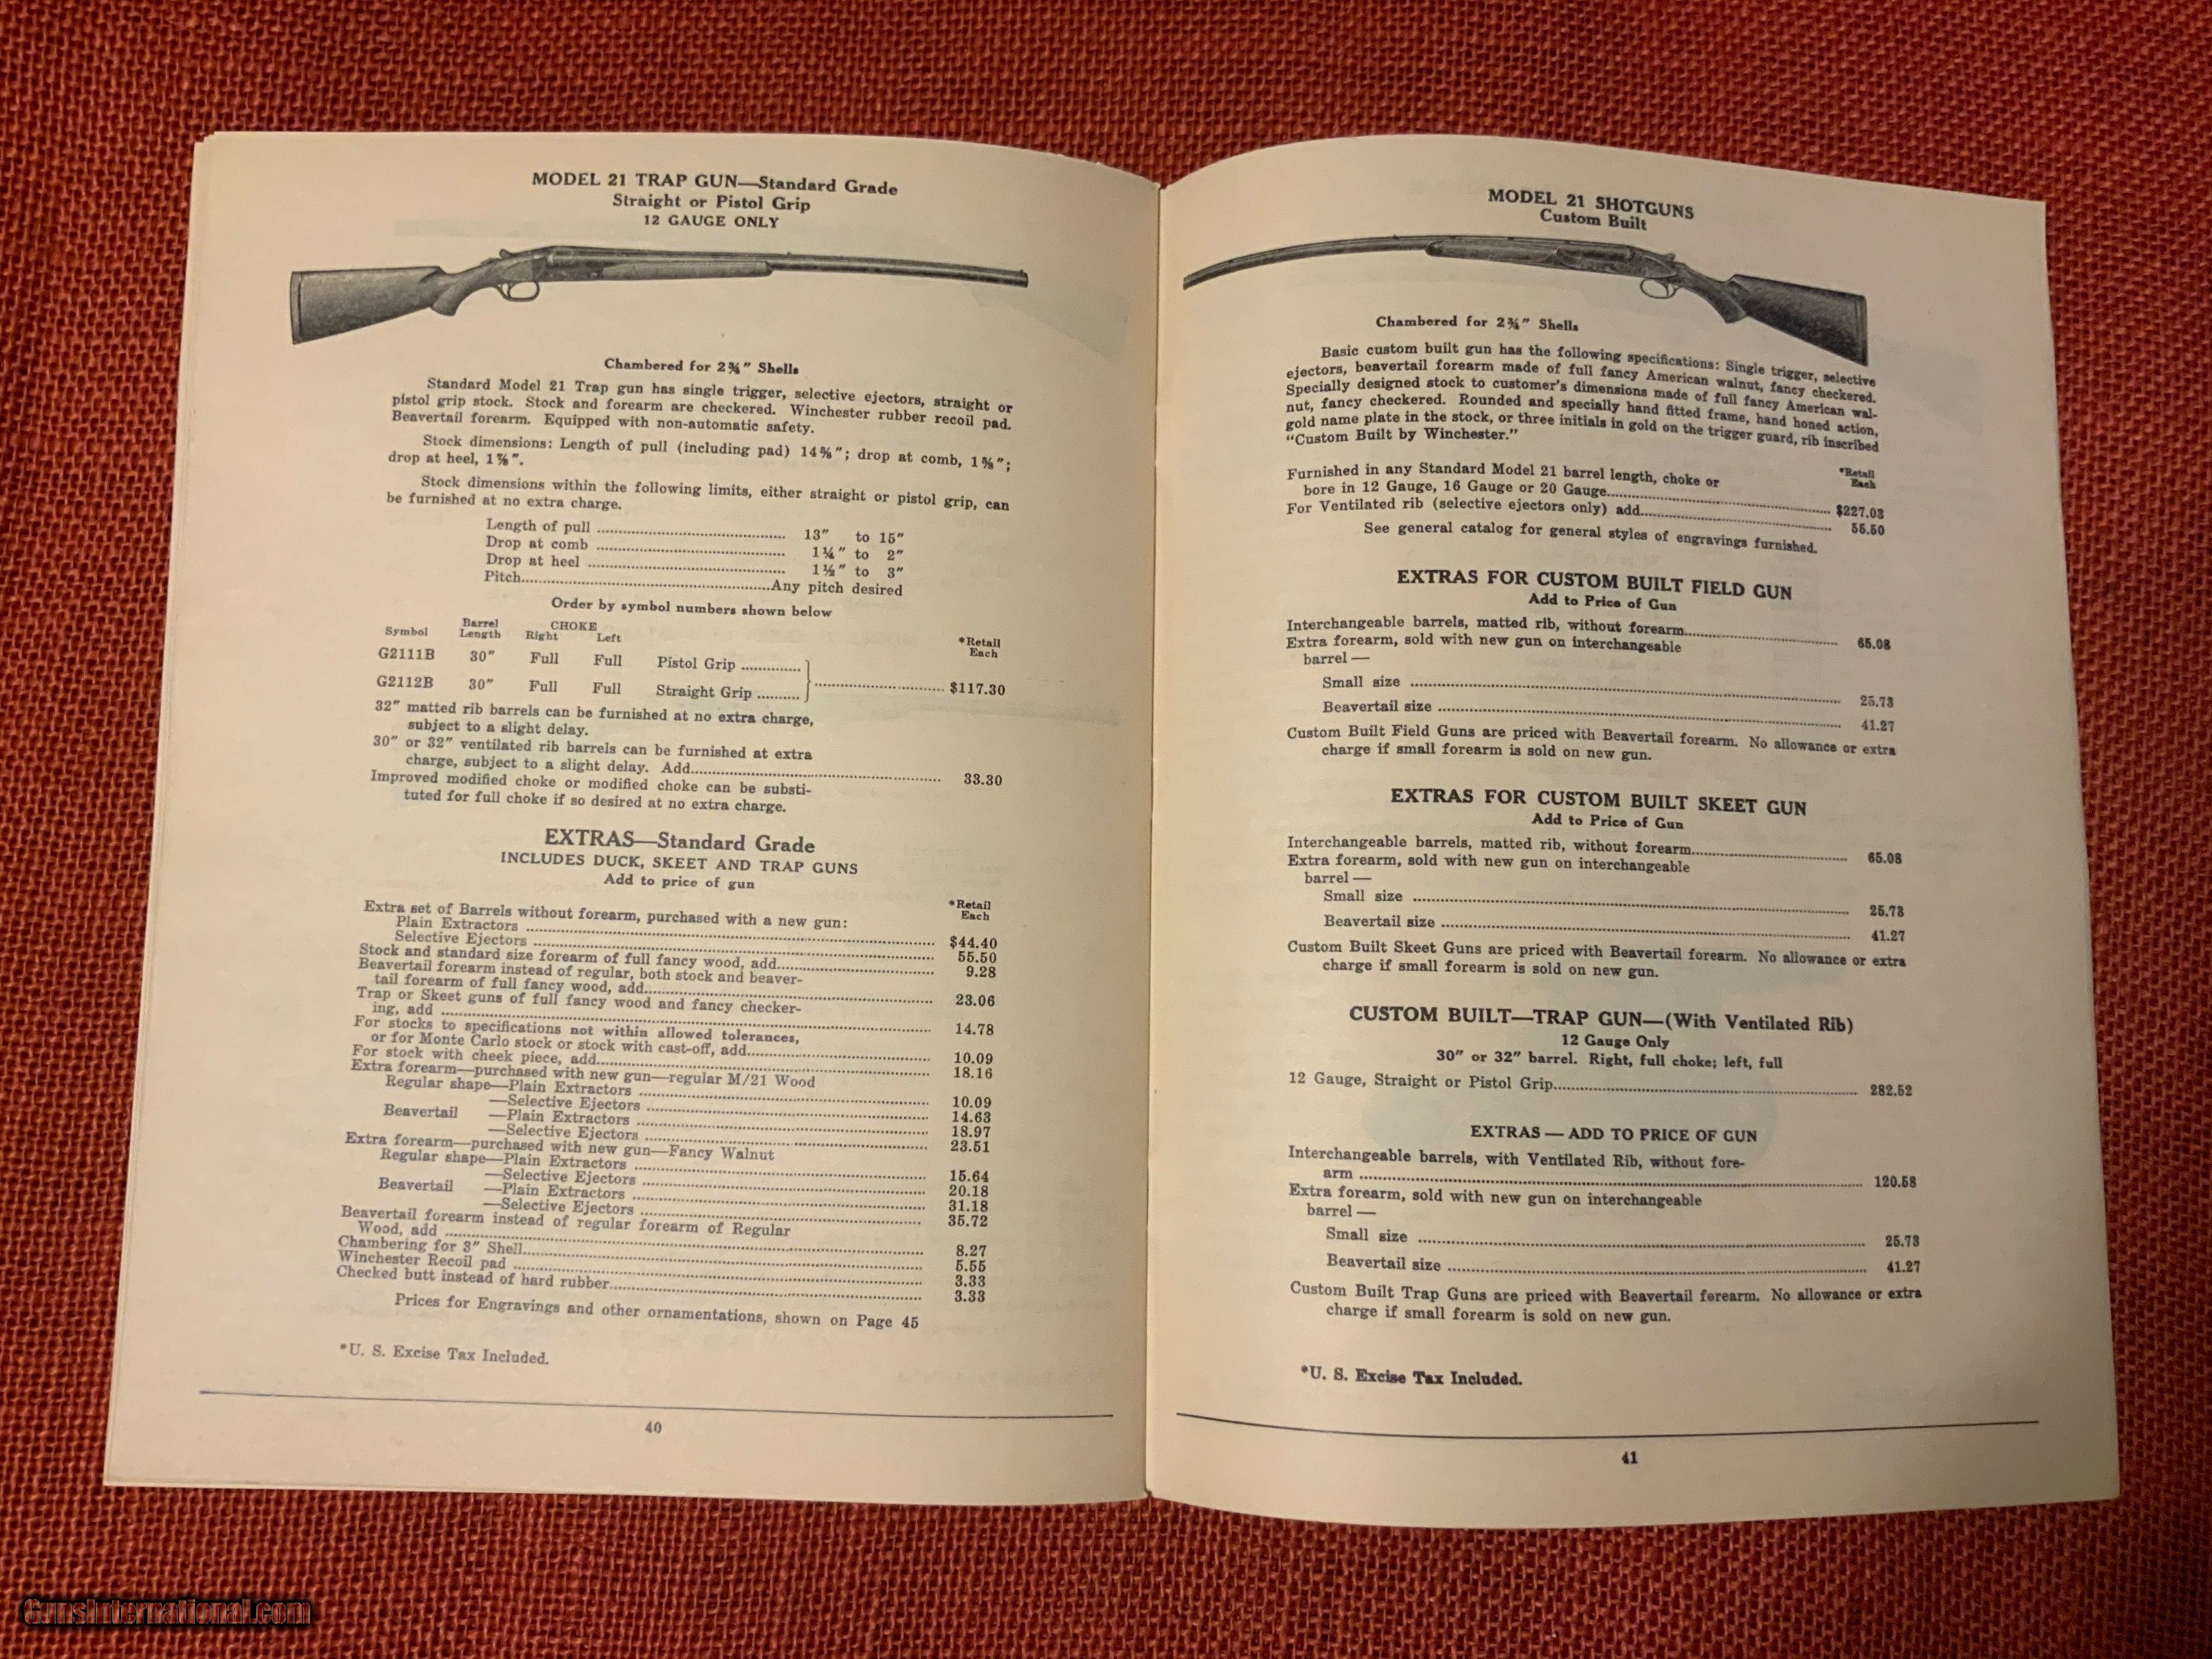 MODEL 21 TRAP GUN—Standard Grade
Straight or Pistol Grip
12 GAUGE ONLY
Chambered for 2¾" Shells
Standard Model 21 Trap gun has single trigger, selective ejectors, straight or
pistol grip stock. Stock and forearm are checkered. Winchester rubber recoil pad.
Beavertail forearm. Equipped with non-automatic safety.
Stock dimensions: Length of pull (including pad) 14⅜"; drop at comb, 1⅜";
drop at heel, 1⅞".
Stock dimensions within the following limits, either straight or pistol grip, can
be furnished at no extra charge.
Length of pull ........ 13" to 15"
Drop at comb ........ 1¼" to 2"
Drop at heel ........ 1½" to 3"
Pitch........Any pitch desired
Order by symbol numbers shown below
Symbol Barrel Length CHOKE Right Left *Retail Each
G2111B 30" Full Full Pistol Grip ........
G2112B 30" Full Full Straight Grip ........ $117.30
32" matted rib barrels can be furnished at no extra charge,
subject to a slight delay.
30" or 32" ventilated rib barrels can be furnished at extra
charge, subject to a slight delay. Add........ 33.30
Improved modified choke or modified choke can be substi-
tuted for full choke if so desired at no extra charge.
EXTRAS—Standard Grade
INCLUDES DUCK, SKEET AND TRAP GUNS
Add to price of gun
*Retail Each
Extra set of Barrels without forearm, purchased with a new gun:
Plain Extractors ........ $44.40
Selective Ejectors ........ 55.50
Stock and standard size forearm of full fancy wood, add........ 9.28
Beavertail forearm instead of regular, both stock and beaver-
tail forearm of full fancy wood, add........ 23.06
Trap or Skeet guns of full fancy wood and fancy checker-
ing, add ........ 14.78
For stocks to specifications not within allowed tolerances,
or for Monte Carlo stock or stock with cast-off, add........ 10.09
For stock with cheek piece, add........ 18.16
Extra forearm—purchased with new gun—regular M/21 Wood
Regular shape—Plain Extractors ........ 10.09
—Selective Ejectors ........ 14.63
Beavertail —Plain Extractors ........ 18.97
—Selective Ejectors ........ 23.51
Extra forearm—purchased with new gun—Fancy Walnut
Regular shape—Plain Extractors ........ 15.64
—Selective Ejectors ........ 20.18
Beavertail —Plain Extractors ........ 31.18
—Selective Ejectors ........ 35.72
Beavertail forearm instead of regular forearm of Regular
Wood, add ........ 8.27
Chambering for 3" Shell........ 5.55
Winchester Recoil pad ........ 3.33
Checked butt instead of hard rubber........ 3.33
Prices for Engravings and other ornamentations, shown on Page 45
*U. S. Excise Tax Included.
40
MODEL 21 SHOTGUNS
Custom Built
Chambered for 2¾" Shells
Basic custom built gun has the following specifications: Single trigger, selective
ejectors, beavertail forearm made of full fancy American walnut, fancy checkered.
Specially designed stock to customer's dimensions made of full fancy American wal-
nut, fancy checkered. Rounded and specially hand fitted frame, hand honed action,
gold name plate in the stock, or three initials in gold on the trigger guard, rib inscribed
"Custom Built by Winchester."
*Retail Each
Furnished in any Standard Model 21 barrel length, choke or
bore in 12 Gauge, 16 Gauge or 20 Gauge........ $227.03
For Ventilated rib (selective ejectors only) add........ 55.50
See general catalog for general styles of engravings furnished.
EXTRAS FOR CUSTOM BUILT FIELD GUN
Add to Price of Gun
Interchangeable barrels, matted rib, without forearm........ 65.08
Extra forearm, sold with new gun on interchangeable
barrel —
Small size ........ 25.73
Beavertail size ........ 41.27
Custom Built Field Guns are priced with Beavertail forearm. No allowance or extra
charge if small forearm is sold on new gun.
EXTRAS FOR CUSTOM BUILT SKEET GUN
Add to Price of Gun
Interchangeable barrels, matted rib, without forearm........ 65.08
Extra forearm, sold with new gun on interchangeable
barrel —
Small size ........ 25.73
Beavertail size ........ 41.27
Custom Built Skeet Guns are priced with Beavertail forearm. No allowance or extra
charge if small forearm is sold on new gun.
CUSTOM BUILT—TRAP GUN—(With Ventilated Rib)
12 Gauge Only
30" or 32" barrel. Right, full choke; left, full
12 Gauge, Straight or Pistol Grip........ 282.52
EXTRAS — ADD TO PRICE OF GUN
Interchangeable barrels, with Ventilated Rib, without fore-
arm ........ 120.58
Extra forearm, sold with new gun on interchangeable
barrel —
Small size ........ 25.73
Beavertail size ........ 41.27
Custom Built Trap Guns are priced with Beavertail forearm. No allowance or extra
charge if small forearm is sold on new gun.
*U. S. Excise Tax Included.
41
GunsInternational.com